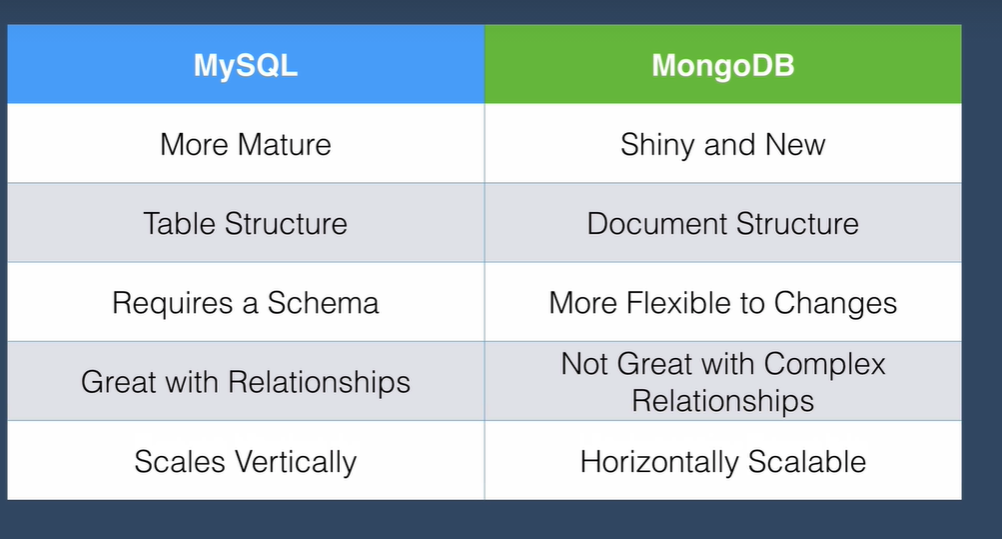 MySQL
MongoDB
More Mature
Shiny and New
Table Structure
Document Structure
Requires a Schema
More Flexible to Changes
Great with Relationships
Not Great with Complex
Relationships
Scales Vertically
Horizontally Scalable